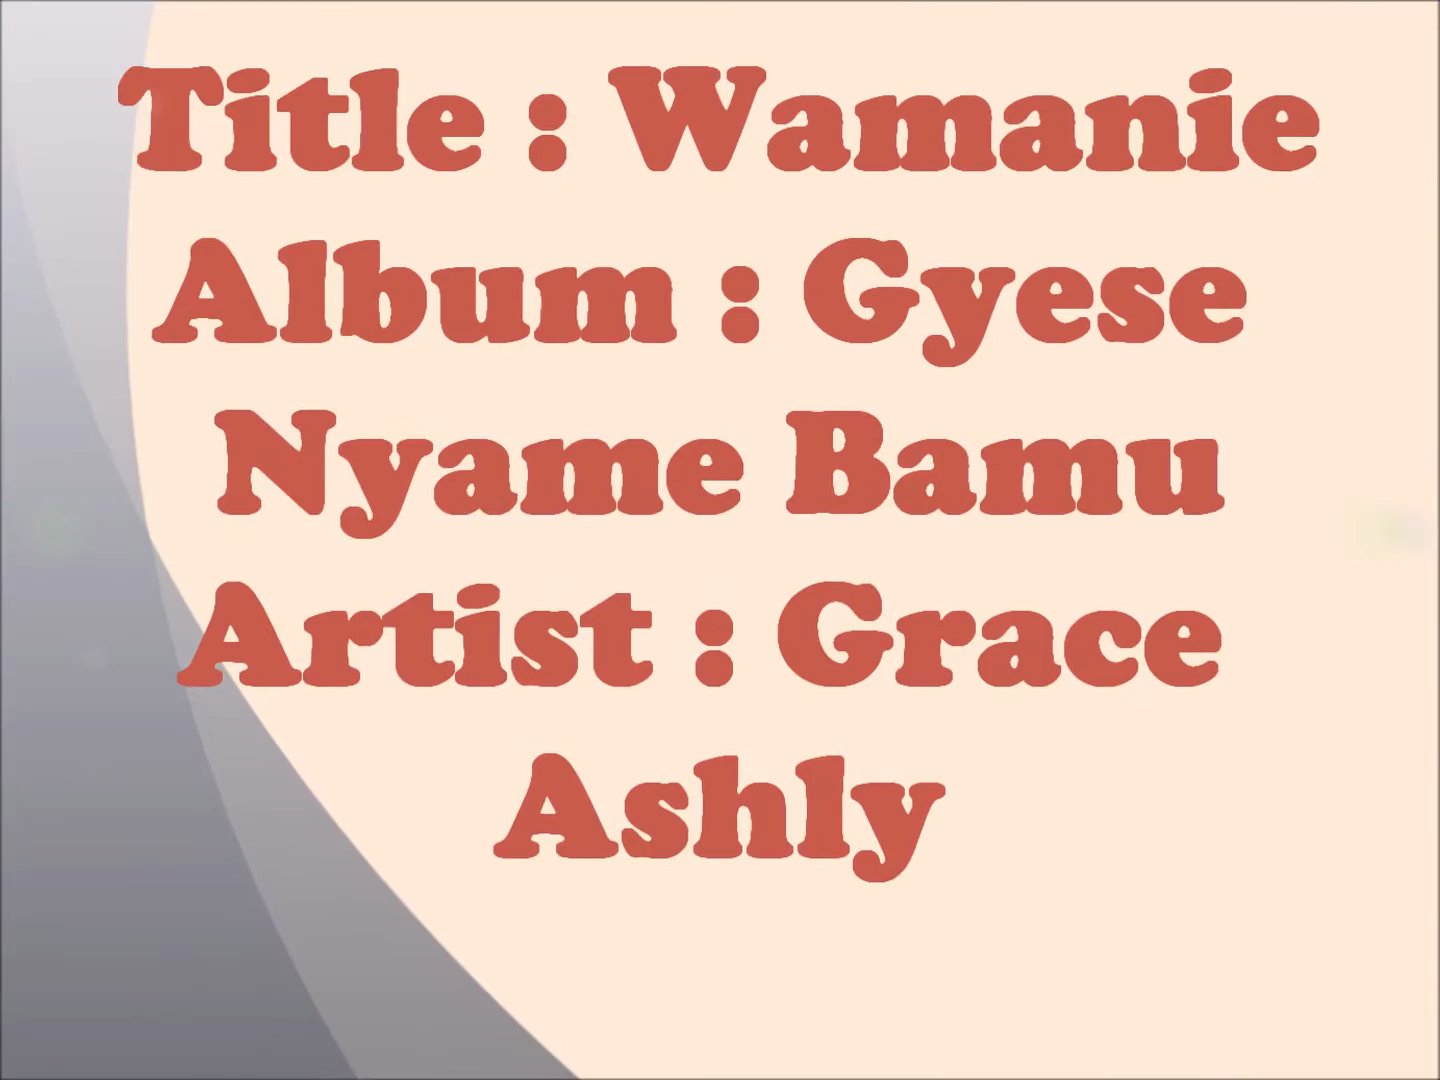 Title : Wamanie
Album : Gyese
Nyame Bamu
Artist : Grace
Ashly